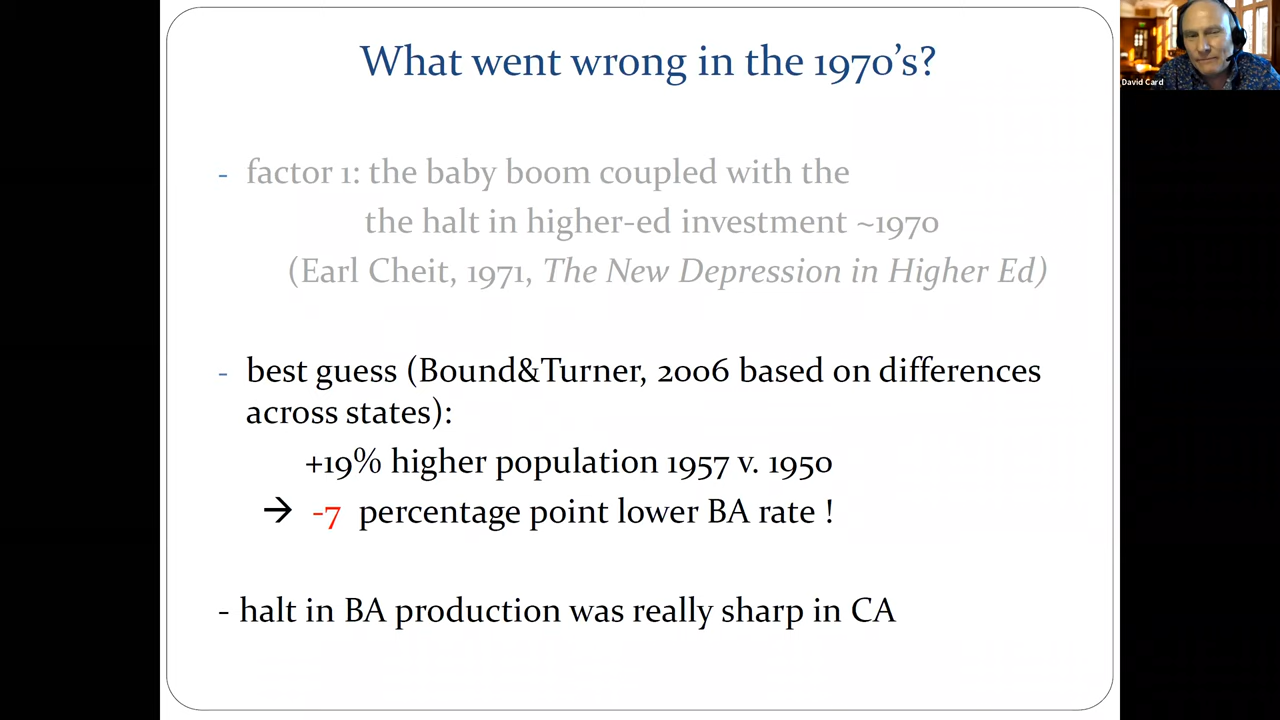 What went wrong in the 1970's?
David Card
- factor 1: the baby boom coupled with the
the halt in higher-ed investment ~1970
(Earl Cheit, 1971, The New Depression in Higher Ed)
- best guess (Bound&Turner, 2006 based on differences
across states):
+19% higher population 1957 v. 1950
→ -7 percentage point lower BA rate !
- halt in BA production was really sharp in CA